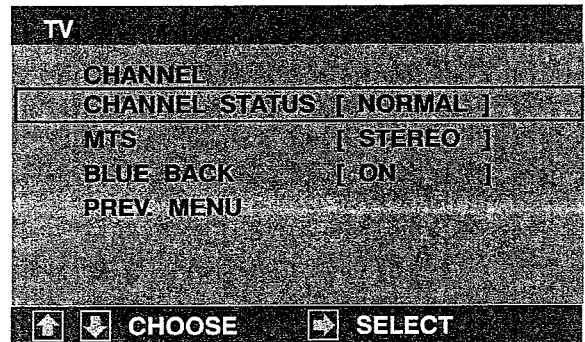 TV
CHANNEL
CHANNEL STATUS [ NORMAL ]
MTS [ STEREO ]
BLUE BACK [ ON ]
PREV. MENU
CHOOSE SELECT